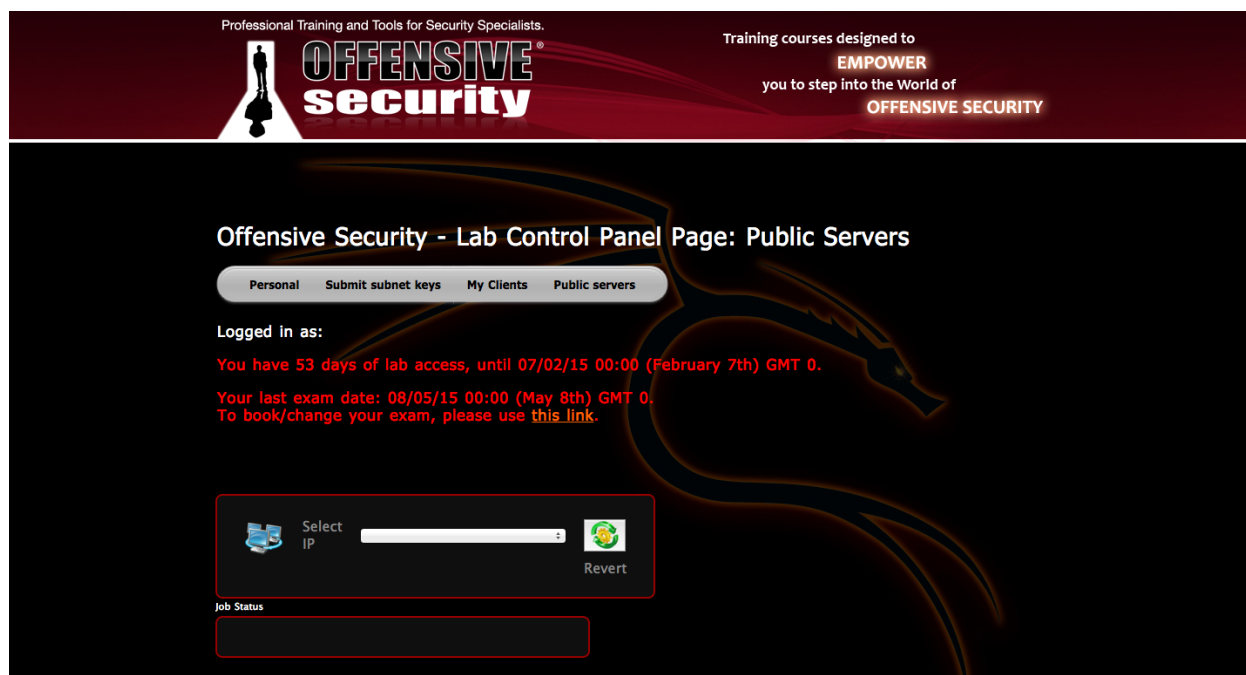 Professional Training and Tools for Security Specialists.
OFFENSIVE®
security
Training courses designed to
EMPOWER
you to step into the World of
OFFENSIVE SECURITY
Offensive Security - Lab Control Panel Page: Public Servers
Personal Submit subnet keys My Clients Public servers
Logged in as:
You have 53 days of lab access, until 07/02/15 00:00 (February 7th) GMT 0.
Your last exam date: 08/05/15 00:00 (May 8th) GMT 0.
To book/change your exam, please use this link.
Select
IP
Revert
Job Status